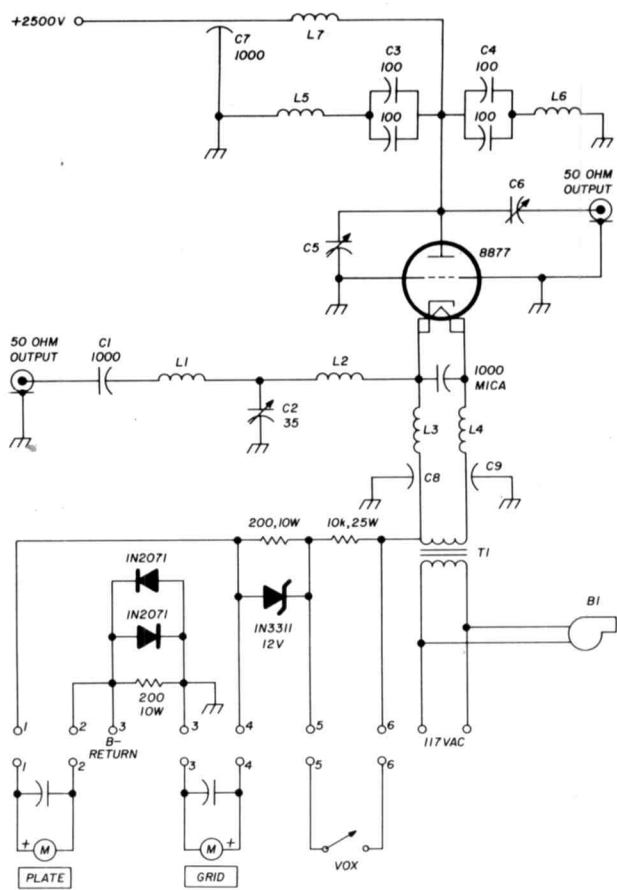 +2500V
L7
C7
1000
C3
100
C4
100
L5
L6
100
100
50 OHM
OUTPUT
C6
C5
8877
50 OHM
OUTPUT
C1
1000
L1
L2
1000
MICA
C2
35
L3
L4
C8
C9
200,10W
10k,25W
T1
1N2071
1N2071
1N3311
12V
B1
200
10W
1
2
3
3
4
5
6
B-
RETURN
117VAC
1
2
3
4
5
6
+
M
M
+
VOX
PLATE
GRID